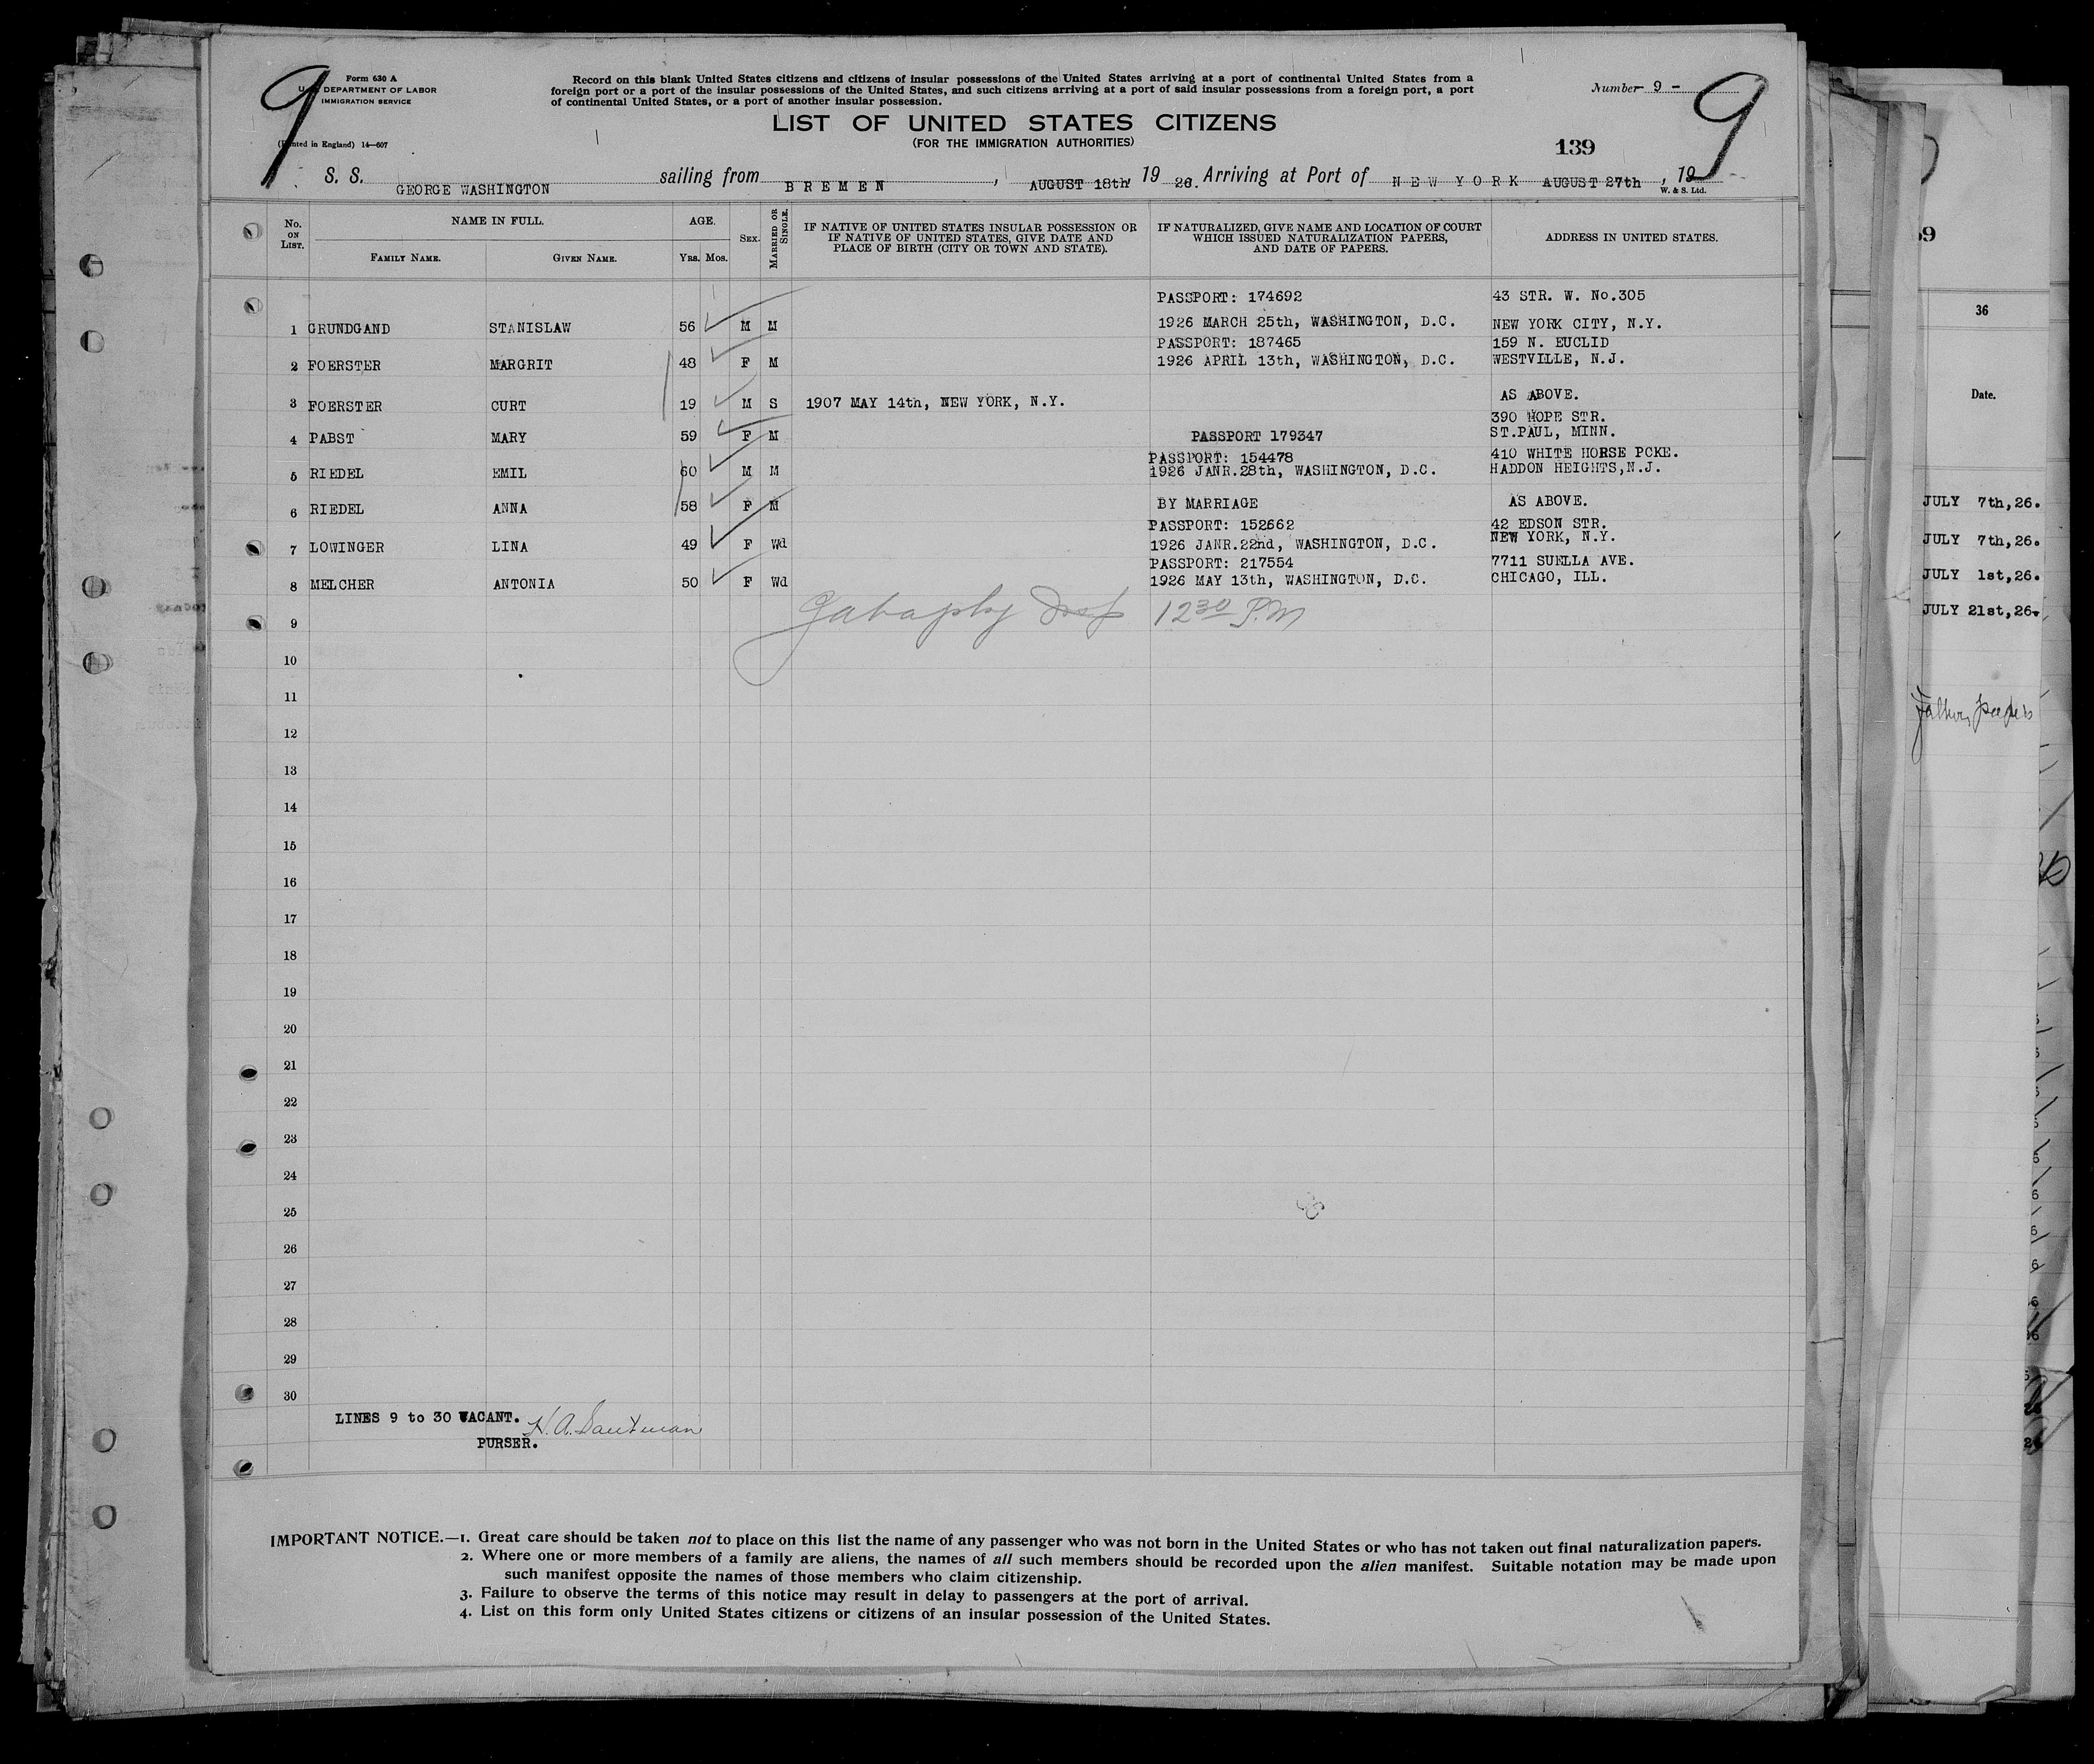 Form 630 A
U. S. DEPARTMENT OF LABOR
IMMIGRATION SERVICE
(Printed in England) 14—607
9
Record on this blank United States citizens and citizens of insular possessions of the United States arriving at a port of continental United States from a
foreign port or a port of the insular possessions of the United States, and such citizens arriving at a port of said insular possessions from a foreign port, a port
of continental United States, or a port of another insular possession.
Number - 9 -
9
LIST OF UNITED STATES CITIZENS
(FOR THE IMMIGRATION AUTHORITIES)
139
S. S. GEORGE WASHINGTON sailing from BREMEN, AUGUST 18th, 1926. Arriving at Port of NEW YORK AUGUST 27th, 19
W. & S. Ltd.
No. ON LIST. NAME IN FULL. AGE. SEX. MARRIED OR SINGLE. IF NATIVE OF UNITED STATES INSULAR POSSESSION OR IF NATIVE OF UNITED STATES, GIVE DATE AND PLACE OF BIRTH (CITY OR TOWN AND STATE). IF NATURALIZED, GIVE NAME AND LOCATION OF COURT WHICH ISSUED NATURALIZATION PAPERS, AND DATE OF PAPERS. ADDRESS IN UNITED STATES.
FAMILY NAME. GIVEN NAME. YRS. MOS.
PASSPORT: 174692 43 STR. W. No.305
1 GRUNDGAND STANISLAW 56 M M 1926 MARCH 25th, WASHINGTON, D.C. NEW YORK CITY, N.Y.
PASSPORT: 187465 159 N. EUCLID
2 FOERSTER MARGRIT 48 F M 1926 APRIL 13th, WASHINGTON, D.C. WESTVILLE, N.J.
3 FOERSTER CURT 19 M S 1907 MAY 14th, NEW YORK, N.Y. AS ABOVE.
390 HOPE STR.
4 PABST MARY 59 F M PASSPORT 179347 ST.PAUL, MINN.
PASSPORT: 154478 410 WHITE HORSE PCKE.
5 RIEDEL EMIL 60 M M 1926 JANR.28th, WASHINGTON, D.C. HADDON HEIGHTS,N.J.
6 RIEDEL ANNA 58 F M BY MARRIAGE AS ABOVE.
PASSPORT: 152662 42 EDSON STR.
7 LOWINGER LINA 49 F Wd 1926 JANR.22nd, WASHINGTON, D.C. NEW YORK, N.Y.
PASSPORT: 217554 7711 SUELLA AVE.
8 MELCHER ANTONIA 50 F Wd 1926 MAY 13th, WASHINGTON, D.C. CHICAGO, ILL.
9 12 30 P.M
10
11
12
13
14
15
16
17
18
19
20
21
22
23
24
25
26
27
28
29
30
LINES 9 to 30 VACANT.
PURSER.
IMPORTANT NOTICE.—1. Great care should be taken not to place on this list the name of any passenger who was not born in the United States or who has not taken out final naturalization papers.
2. Where one or more members of a family are aliens, the names of all such members should be recorded upon the alien manifest. Suitable notation may be made upon
such manifest opposite the names of those members who claim citizenship.
3. Failure to observe the terms of this notice may result in delay to passengers at the port of arrival.
4. List on this form only United States citizens or citizens of an insular possession of the United States.
36
Date.
JULY 7th,26.
JULY 7th,26.
JULY 1st,26.
JULY 21st,26.